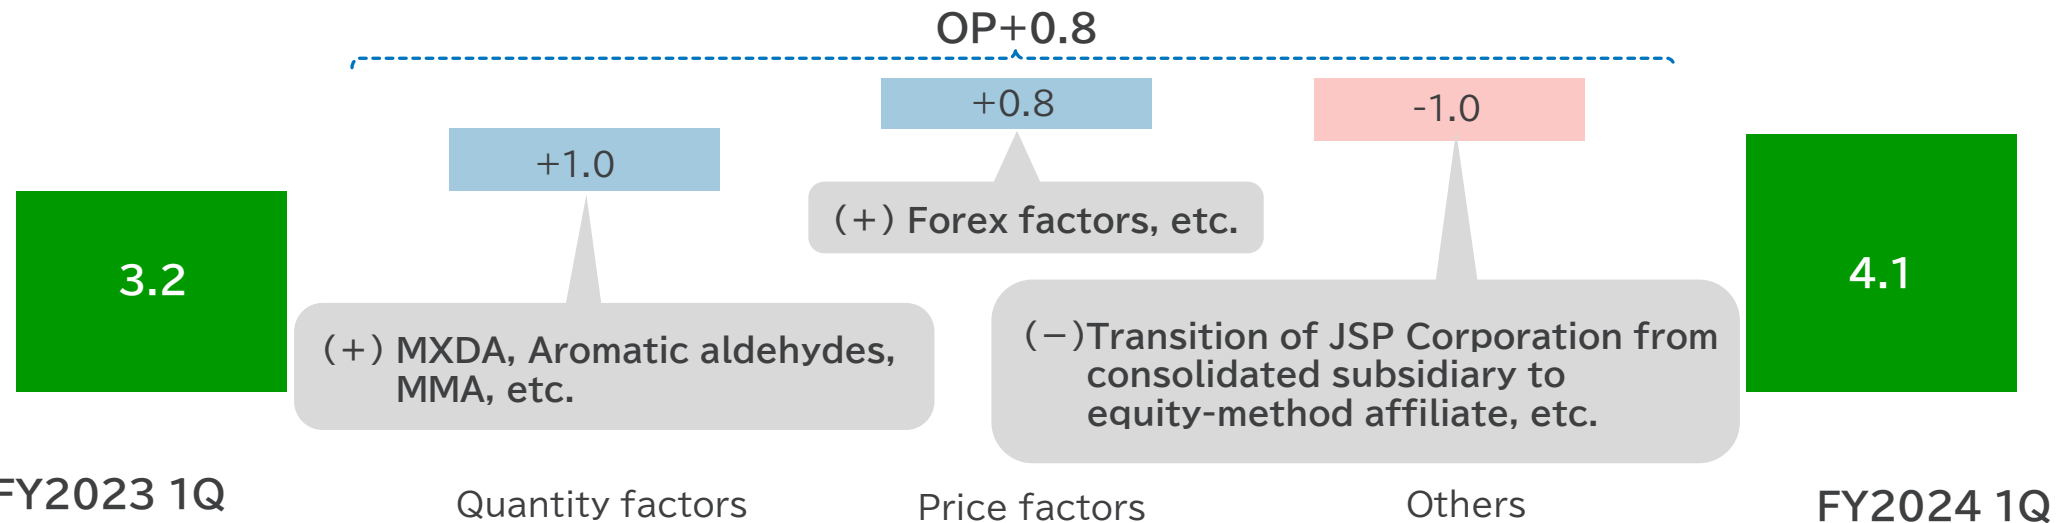 OP+0.8
+0.8
-1.0
+1.0
(+) Forex factors, etc.
3.2
4.1
(+) MXDA, Aromatic aldehydes,
MMA, etc.
(−)Transition of JSP Corporation from
consolidated subsidiary to
equity-method affiliate, etc.
FY2023 1Q
Quantity factors
Price factors
Others
FY2024 1Q